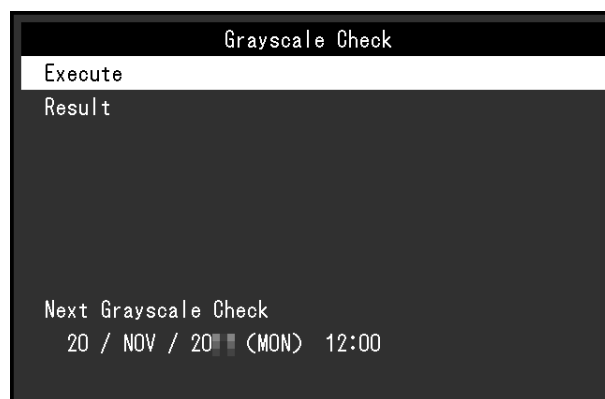 Grayscale Check
Execute
Result
Next Grayscale Check
20 / NOV / 20 (MON) 12:00